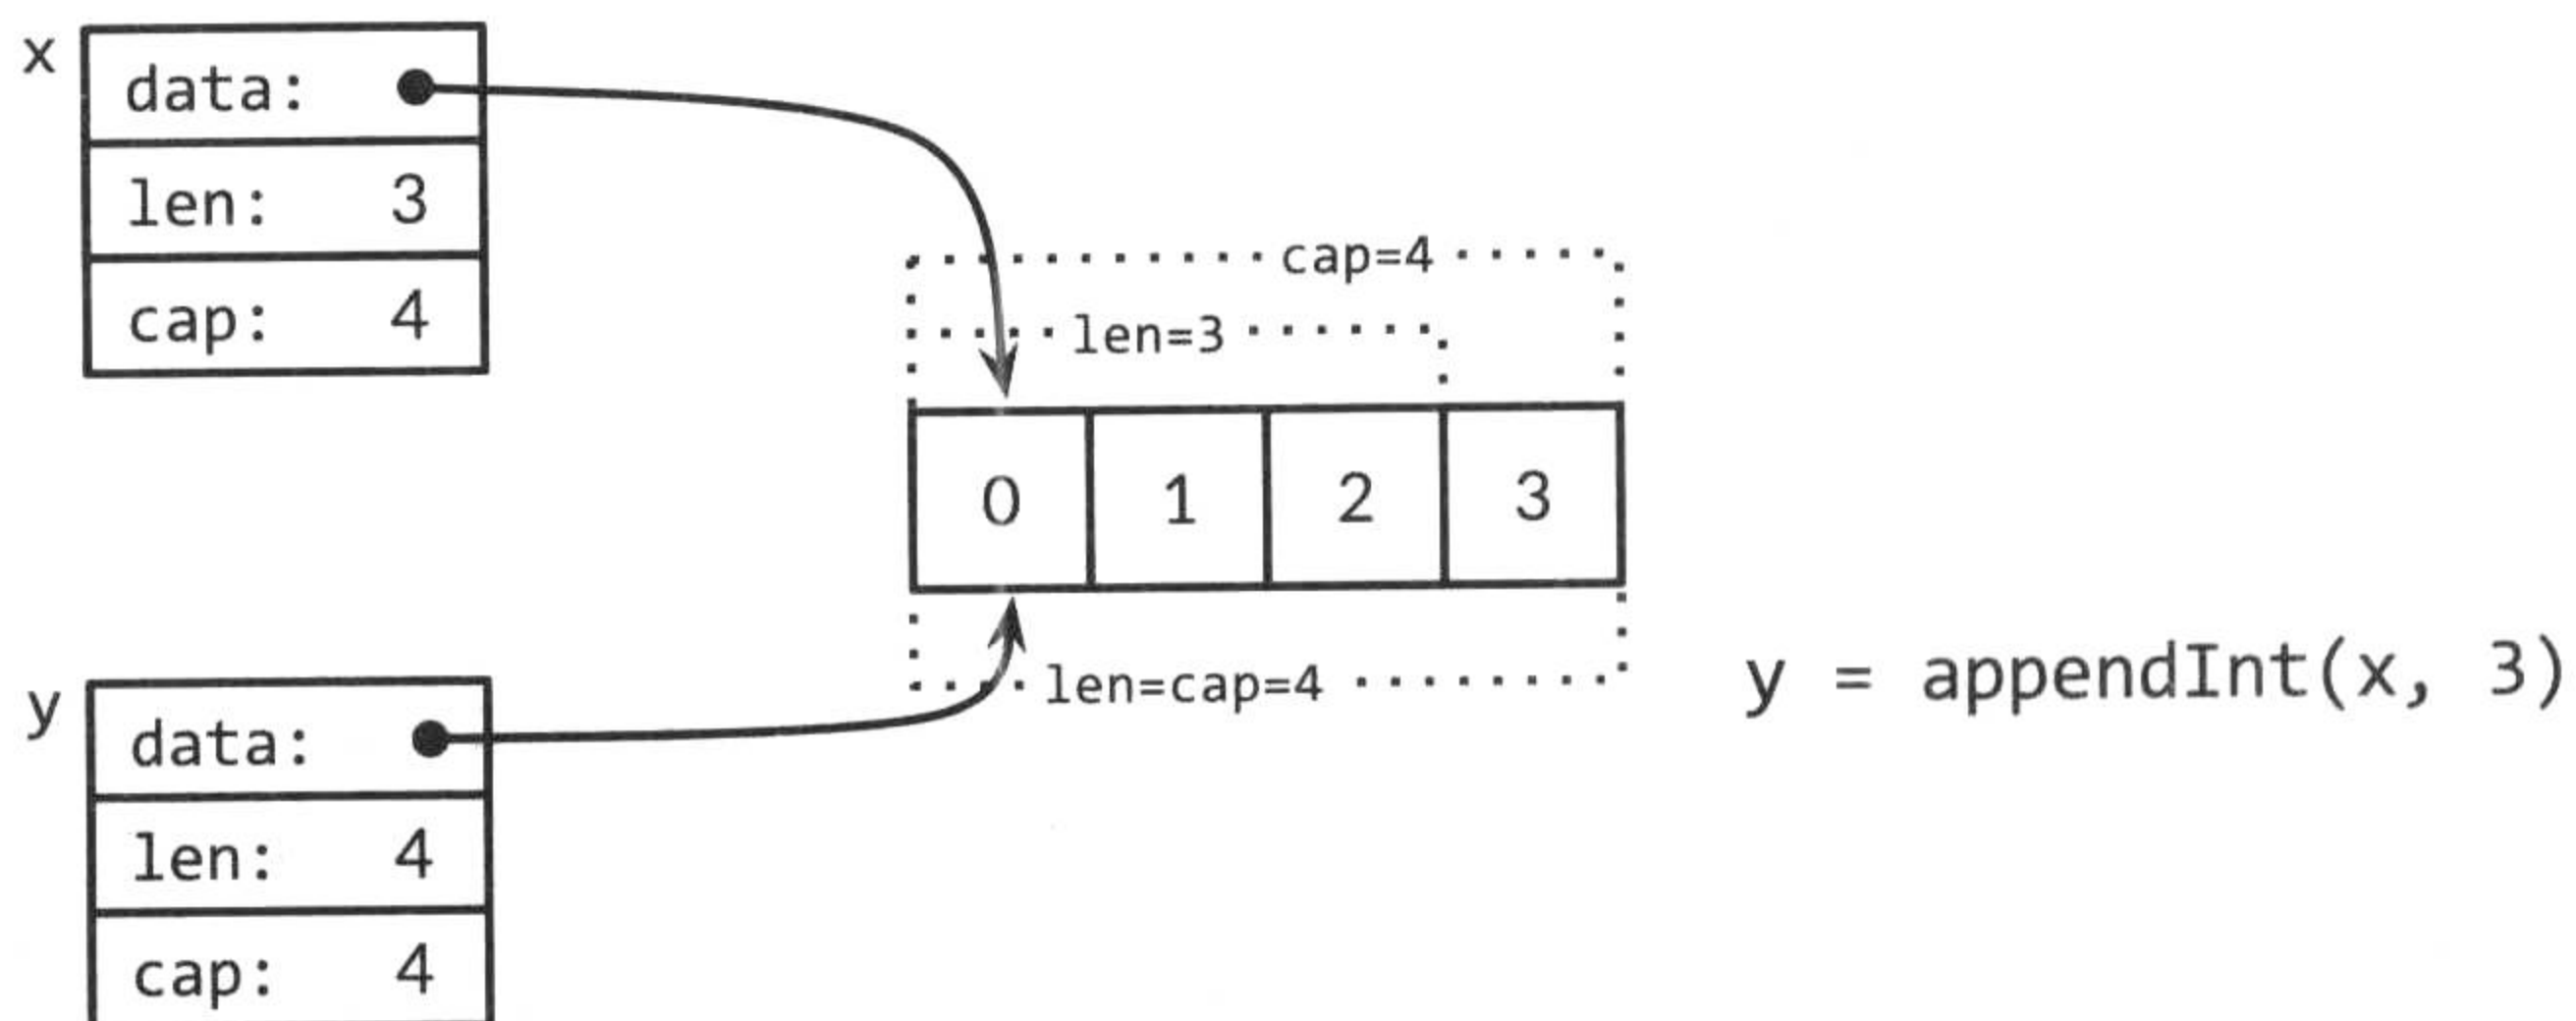 x
data:
len: 3
cap: 4
cap=4
len=3
0 1 2 3
len=cap=4
y = appendInt(x, 3)
y
data:
len: 4
cap: 4